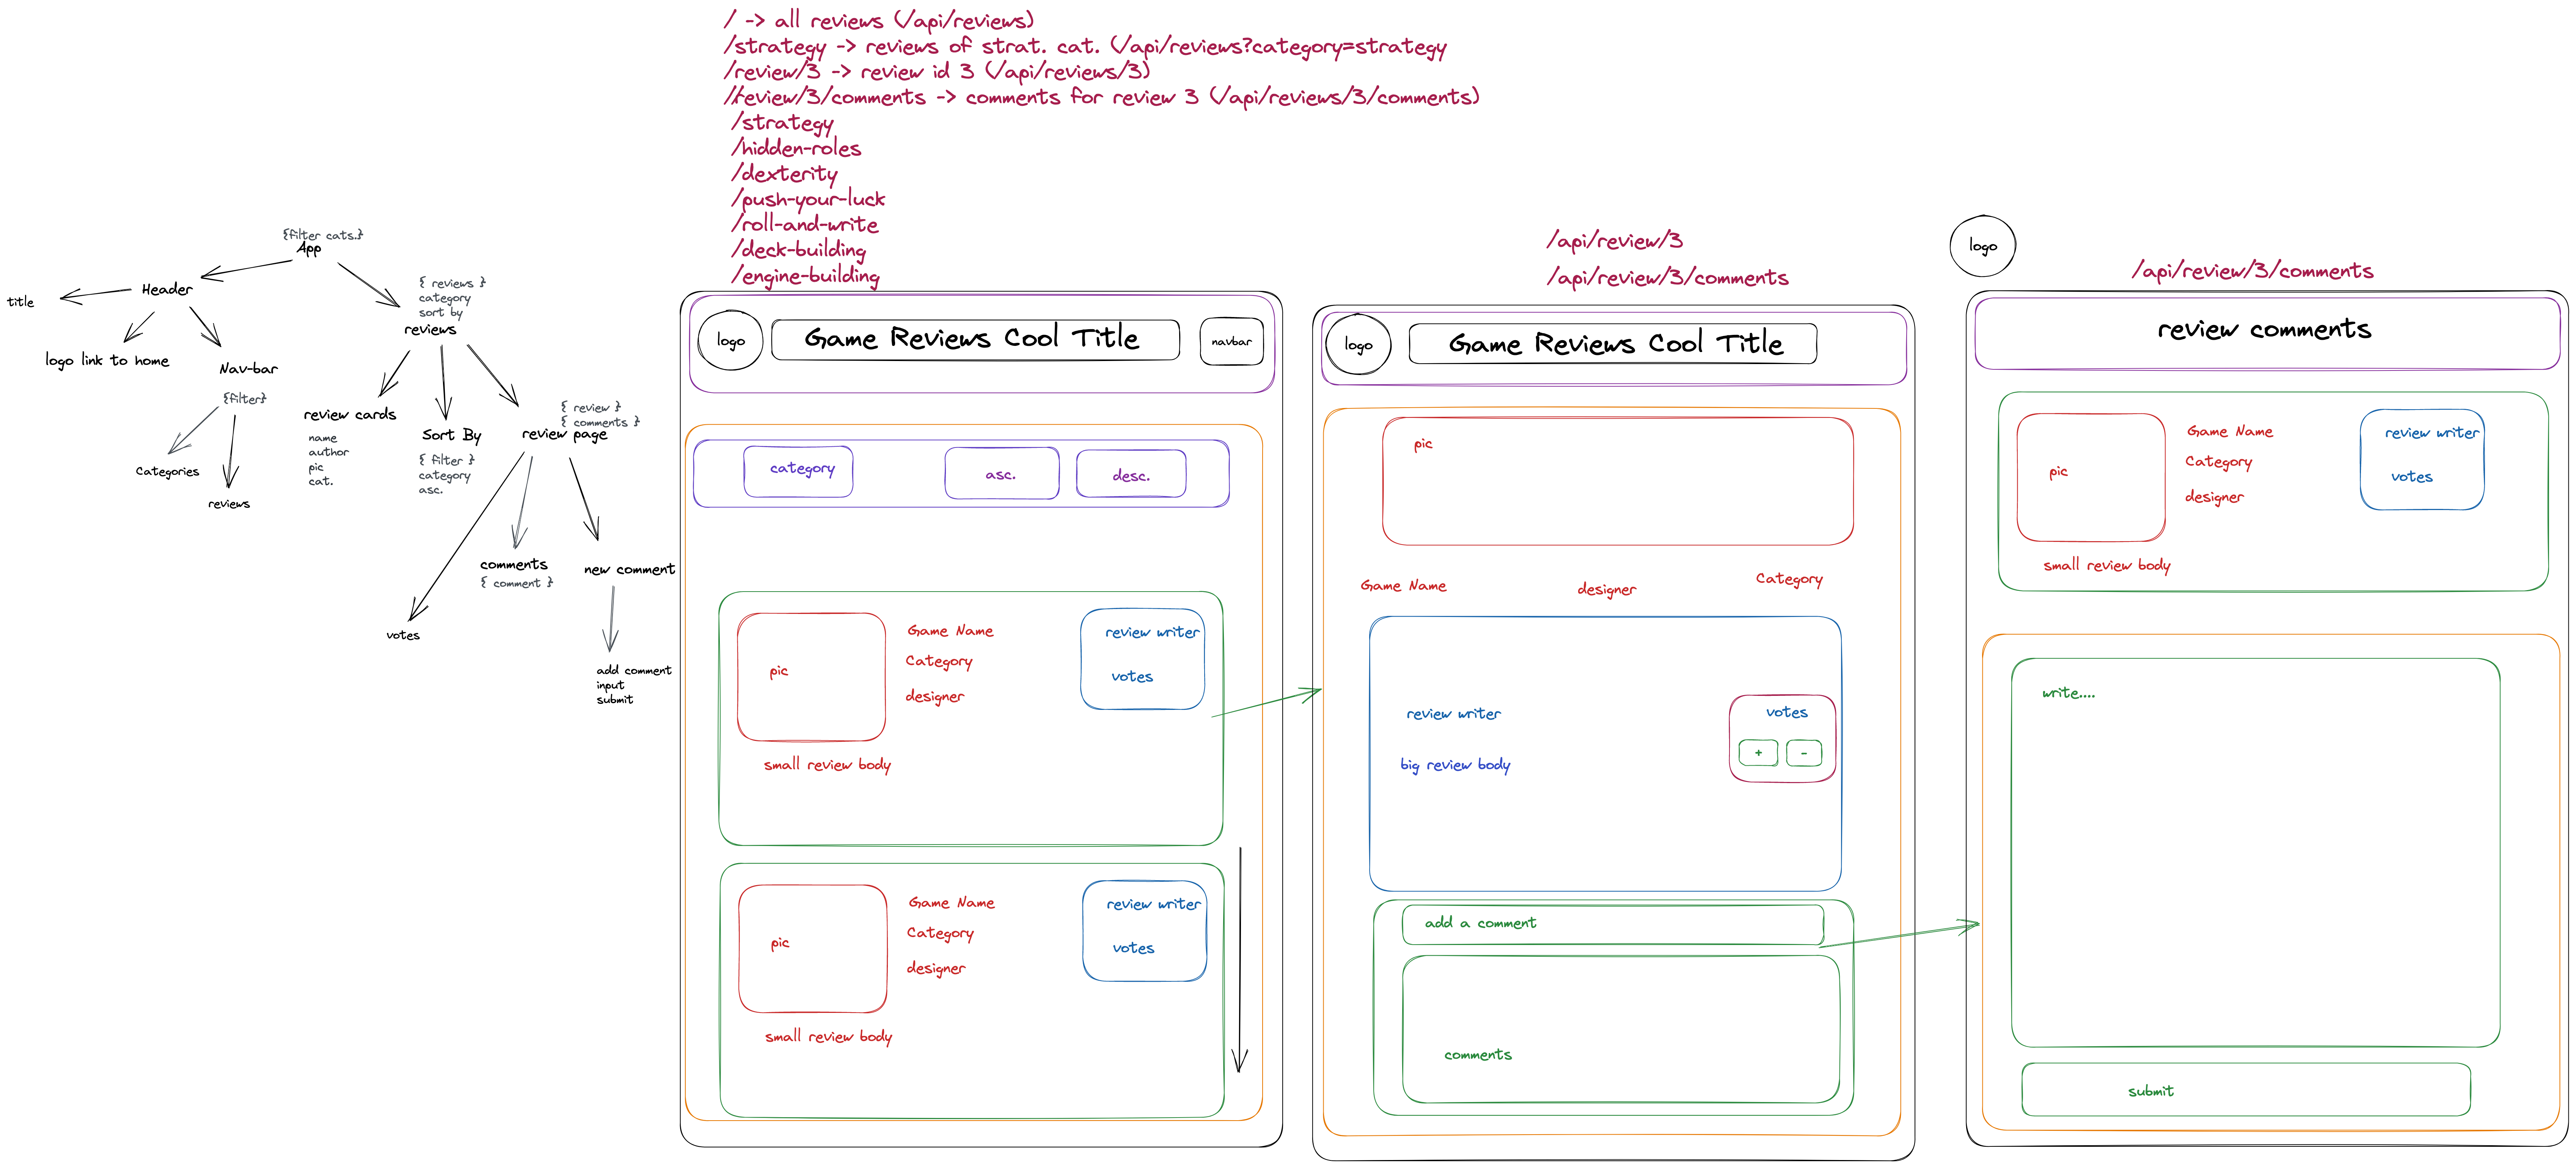 / -> all reviews (/api/reviews)
/strategy -> reviews of strat. cat. (/api/reviews?category=strategy
/review/3 -> review id 3 (/api/reviews/3)
//review/3/comments -> comments for review 3 (/api/reviews/3/comments)
/strategy
/hidden-roles
/dexterity
/push-your-luck
/roll-and-write
/deck-building
/engine-building
{filter cats.}
App
Header
title
logo link to home
Nav-bar
{filter}
Categories
reviews
{ reviews }
category
sort by
reviews
review cards
name
author
pic
cat.
Sort By
{ filter }
category
asc.
{ review }
{ comments }
review page
votes
comments
{ comment }
new comment
add comment
input
submit
logo
Game Reviews Cool Title
navbar
category
asc.
desc.
pic
Game Name
Category
designer
review writer
votes
small review body
pic
Game Name
Category
designer
review writer
votes
small review body
/api/review/3
/api/review/3/comments
logo
Game Reviews Cool Title
pic
Game Name
designer
Category
review writer
big review body
votes
+
-
add a comment
comments
logo
/api/review/3/comments
review comments
pic
Game Name
Category
designer
review writer
votes
small review body
write....
submit